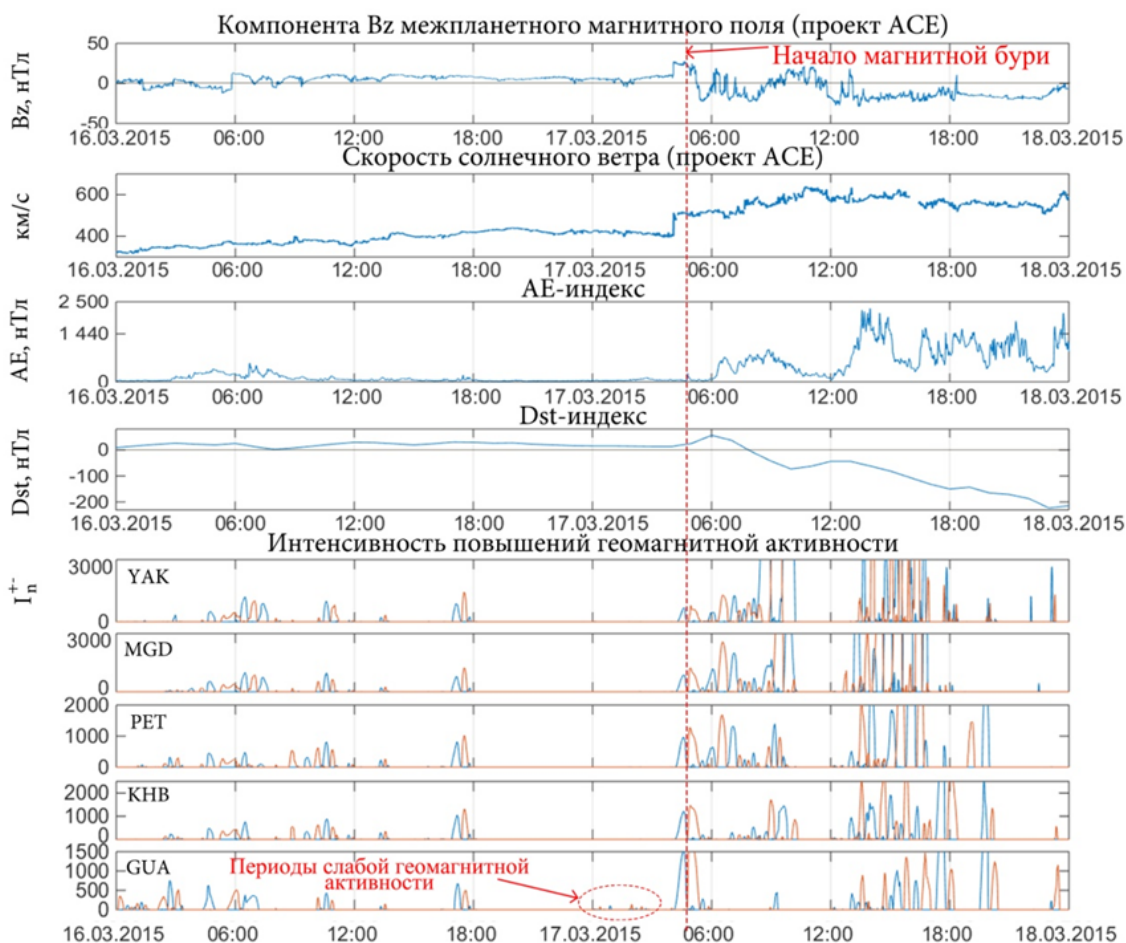 Компонента Bz межпланетного магнитного поля (проект ACE)
Bz, нТл
50
0
-50
Начало магнитной бури
16.03.2015 06:00 12:00 18:00 17.03.2015 06:00 12:00 18:00 18.03.2015
Скорость солнечного ветра (проект ACE)
км/с
600
400
16.03.2015 06:00 12:00 18:00 17.03.2015 06:00 12:00 18:00 18.03.2015
AE-индекс
AE, нТл
2 500
1 440
0
16.03.2015 06:00 12:00 18:00 17.03.2015 06:00 12:00 18:00 18.03.2015
Dst-индекс
Dst, нТл
0
-100
-200
16.03.2015 06:00 12:00 18:00 17.03.2015 06:00 12:00 18:00 18.03.2015
Интенсивность повышений геомагнитной активности
I_n^+-
3000
YAK
0
3000
MGD
0
2000
PET
1000
0
2000
KHB
1000
0
1500
GUA
1000
500
0
Периоды слабой геомагнитной
активности
16.03.2015 06:00 12:00 18:00 17.03.2015 06:00 12:00 18:00 18.03.2015